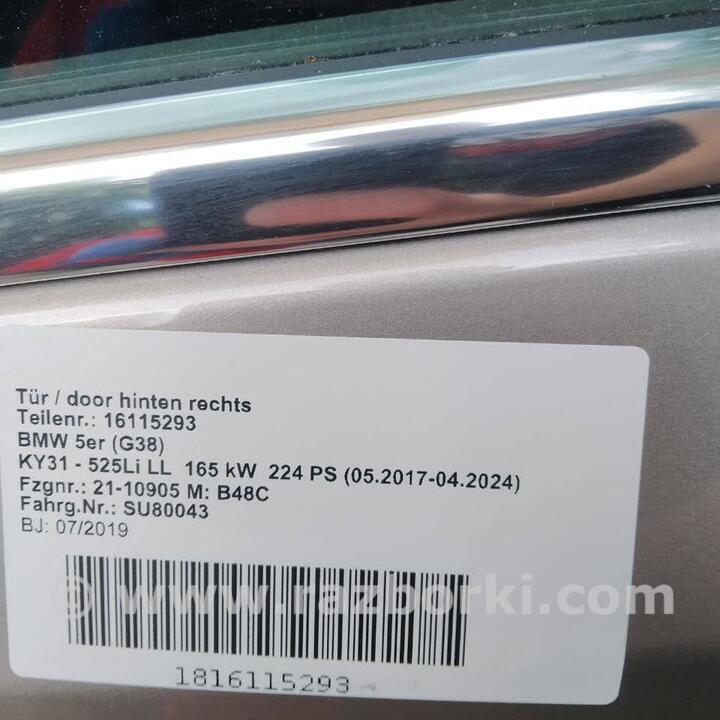 Tür / door hinten rechts
Teilenr.: 16115293
BMW 5er (G38)
KY31 - 525Li LL 165 kW 224 PS (05.2017-04.2024)
Fzgnr.: 21-10905 M: B48C
Fahrg.Nr.: SU80043
BJ: 07/2019
© www.razborki.com
1816115293